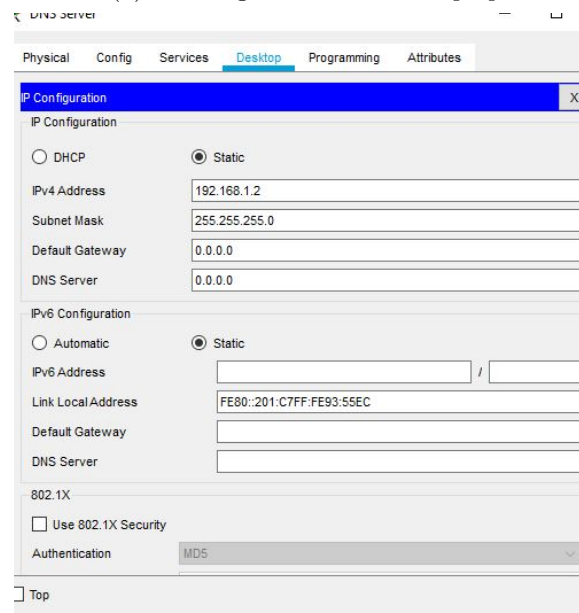 DNS Server
Physical Config Services Desktop Programming Attributes
IP Configuration X
IP Configuration
DHCP Static
IPv4 Address 192.168.1.2
Subnet Mask 255.255.255.0
Default Gateway 0.0.0.0
DNS Server 0.0.0.0
IPv6 Configuration
Automatic Static
IPv6 Address /
Link Local Address FE80::201:C7FF:FE93:55EC
Default Gateway
DNS Server
802.1X
Use 802.1X Security
Authentication MD5
Top